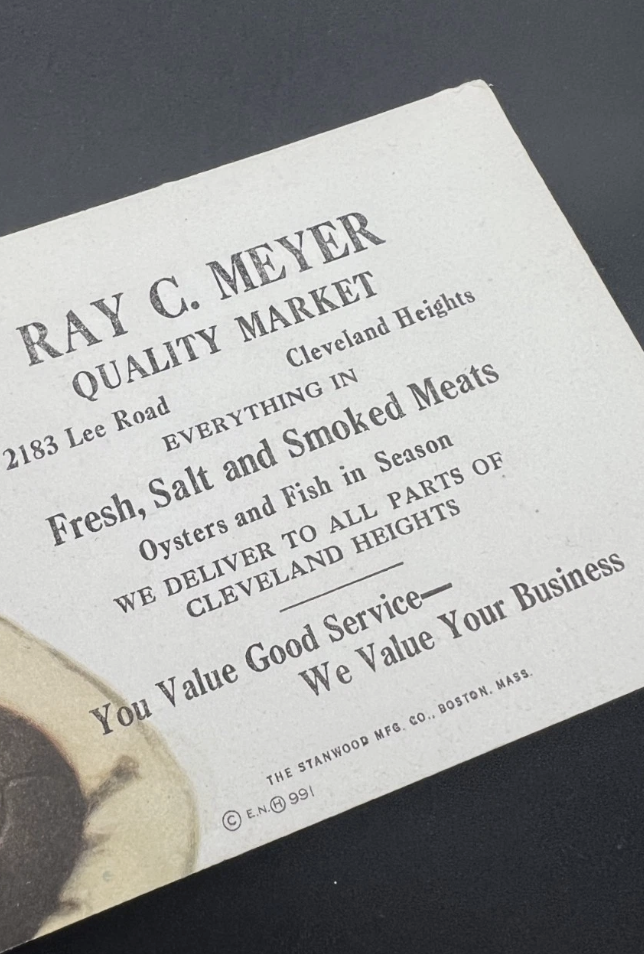 RAY C. MEYER
QUALITY MARKET
2183 Lee Road Cleveland Heights
EVERYTHING IN
Fresh, Salt and Smoked Meats
Oysters and Fish in Season
WE DELIVER TO ALL PARTS OF
CLEVELAND HEIGHTS
You Value Good Service—
We Value Your Business
THE STANWOOD MFG. CO., BOSTON, MASS.
© E.N.Ⓗ 991